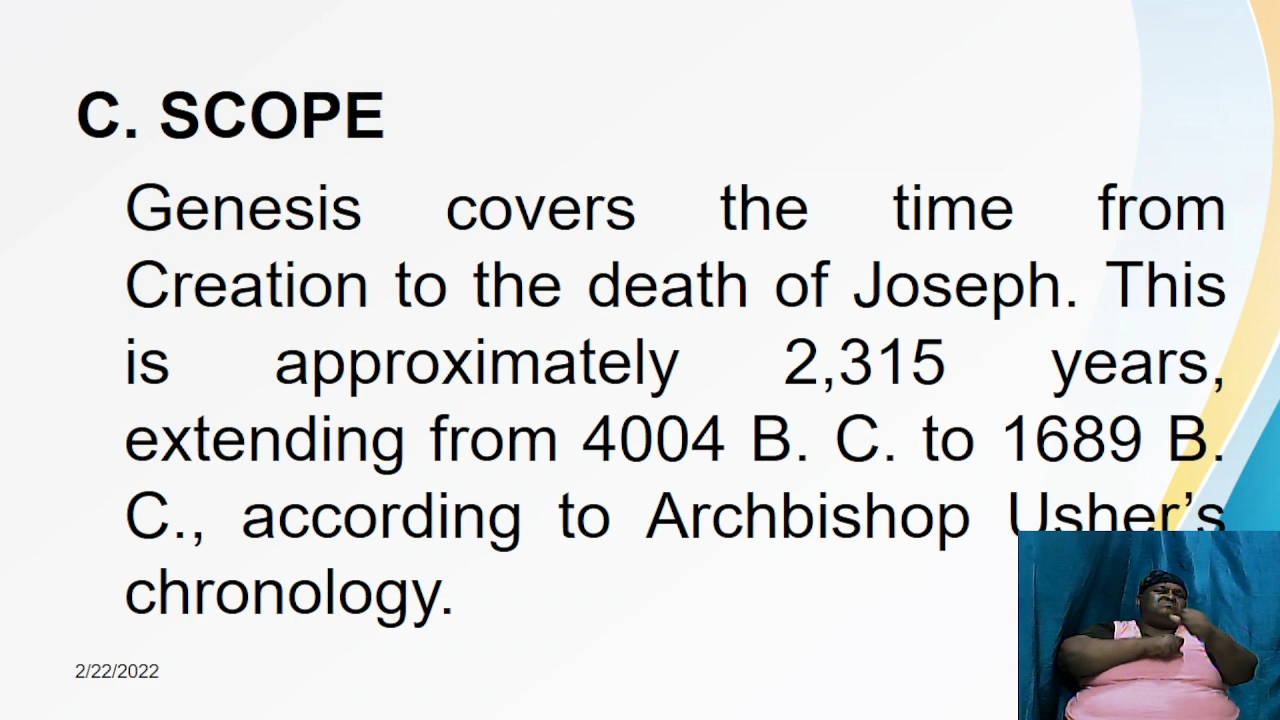 C. SCOPE
Genesis covers the time from
Creation to the death of Joseph. This
is approximately 2,315 years,
extending from 4004 B. C. to 1689 B.
C., according to Archbishop Usher’s
chronology.
2/22/2022